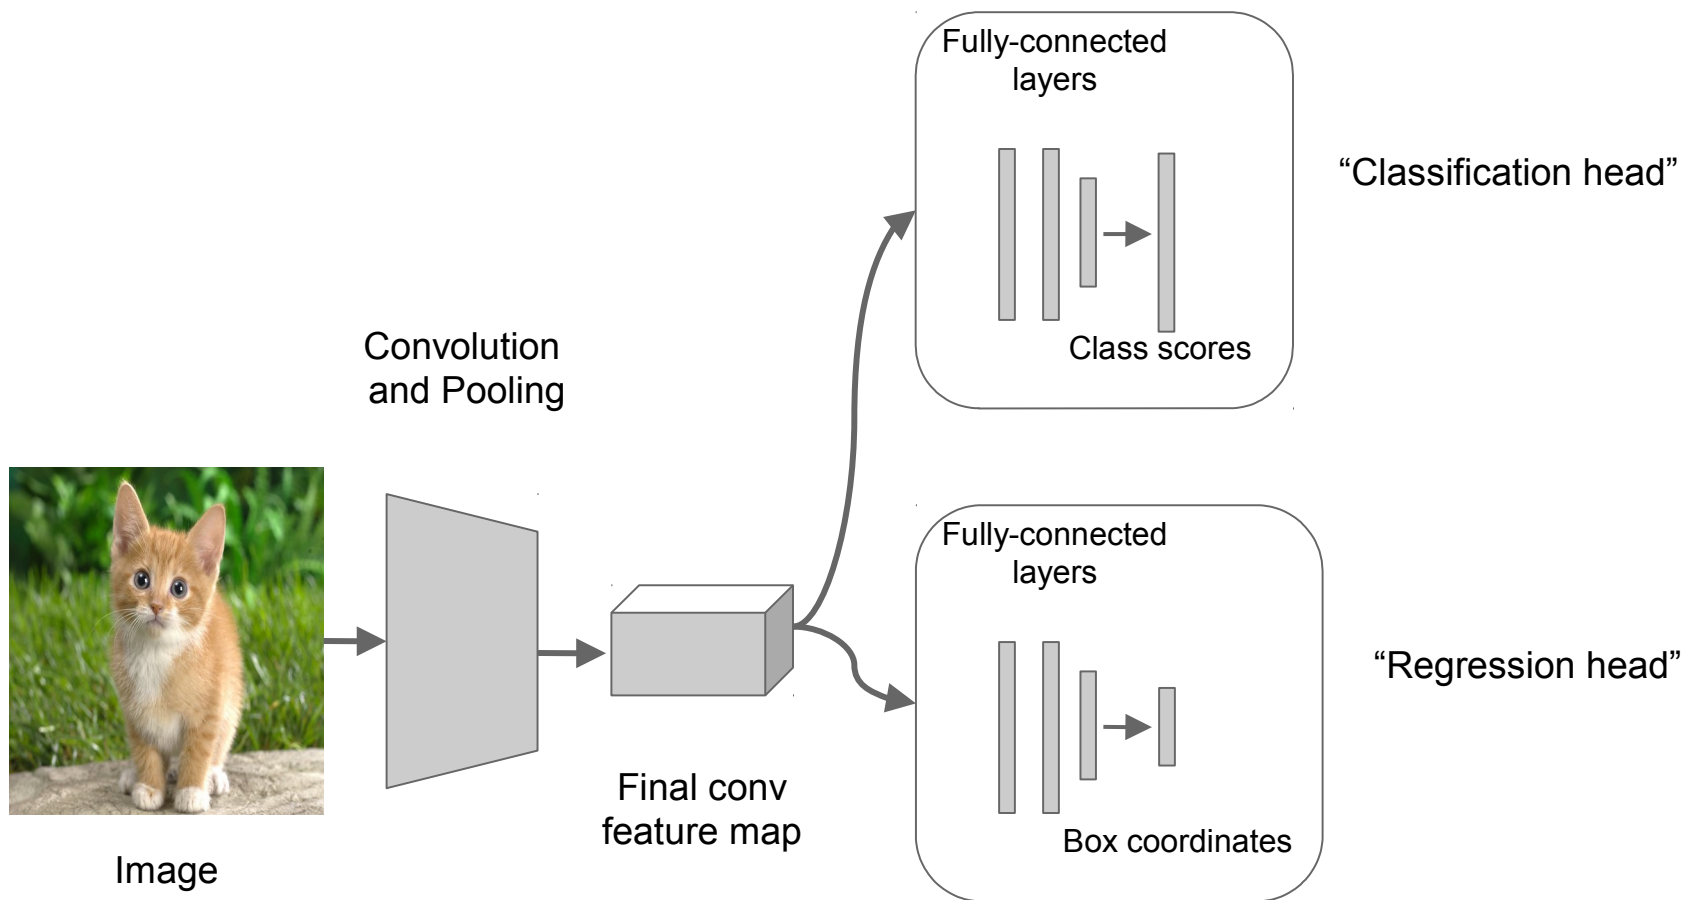 Fully-connected
layers
Class scores
“Classification head”
Convolution
and Pooling
Image
Final conv
feature map
Fully-connected
layers
Box coordinates
“Regression head”